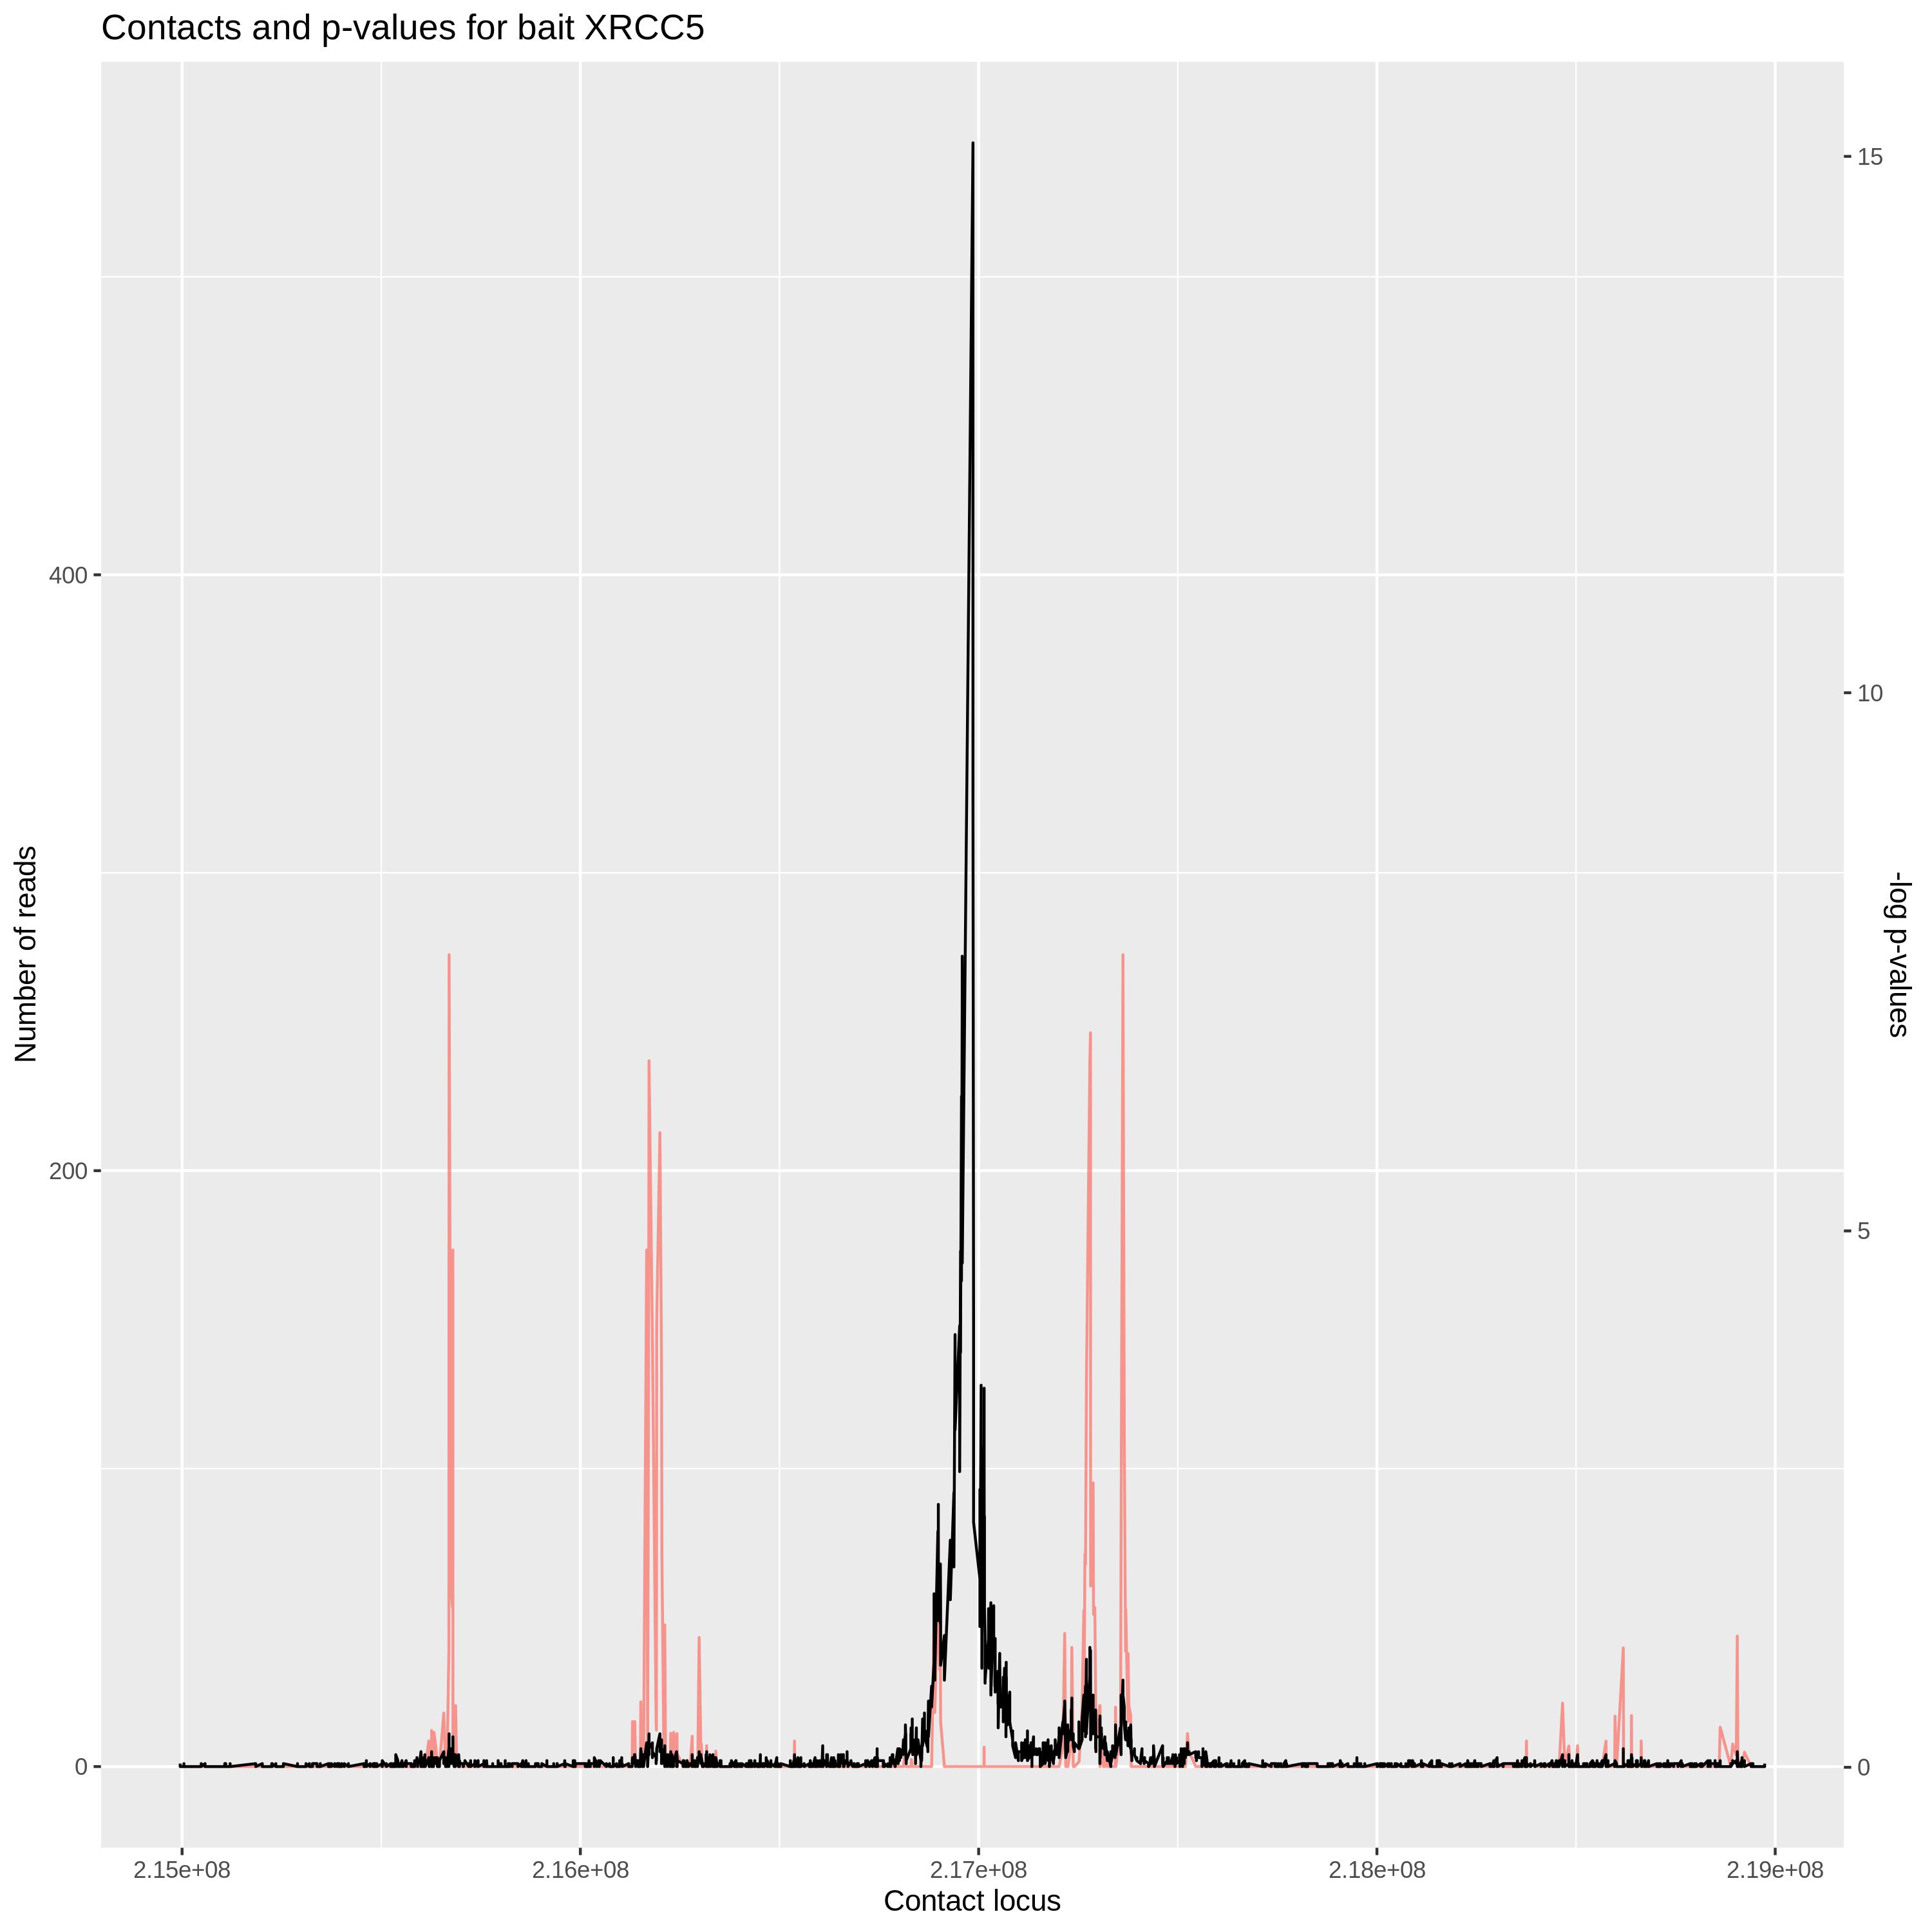 Contacts and p-values for bait XRCC5
15
400
10
Number of reads
-log p-values
200
5
0
0
2.15e+08
2.16e+08
2.17e+08
2.18e+08
2.19e+08
Contact locus